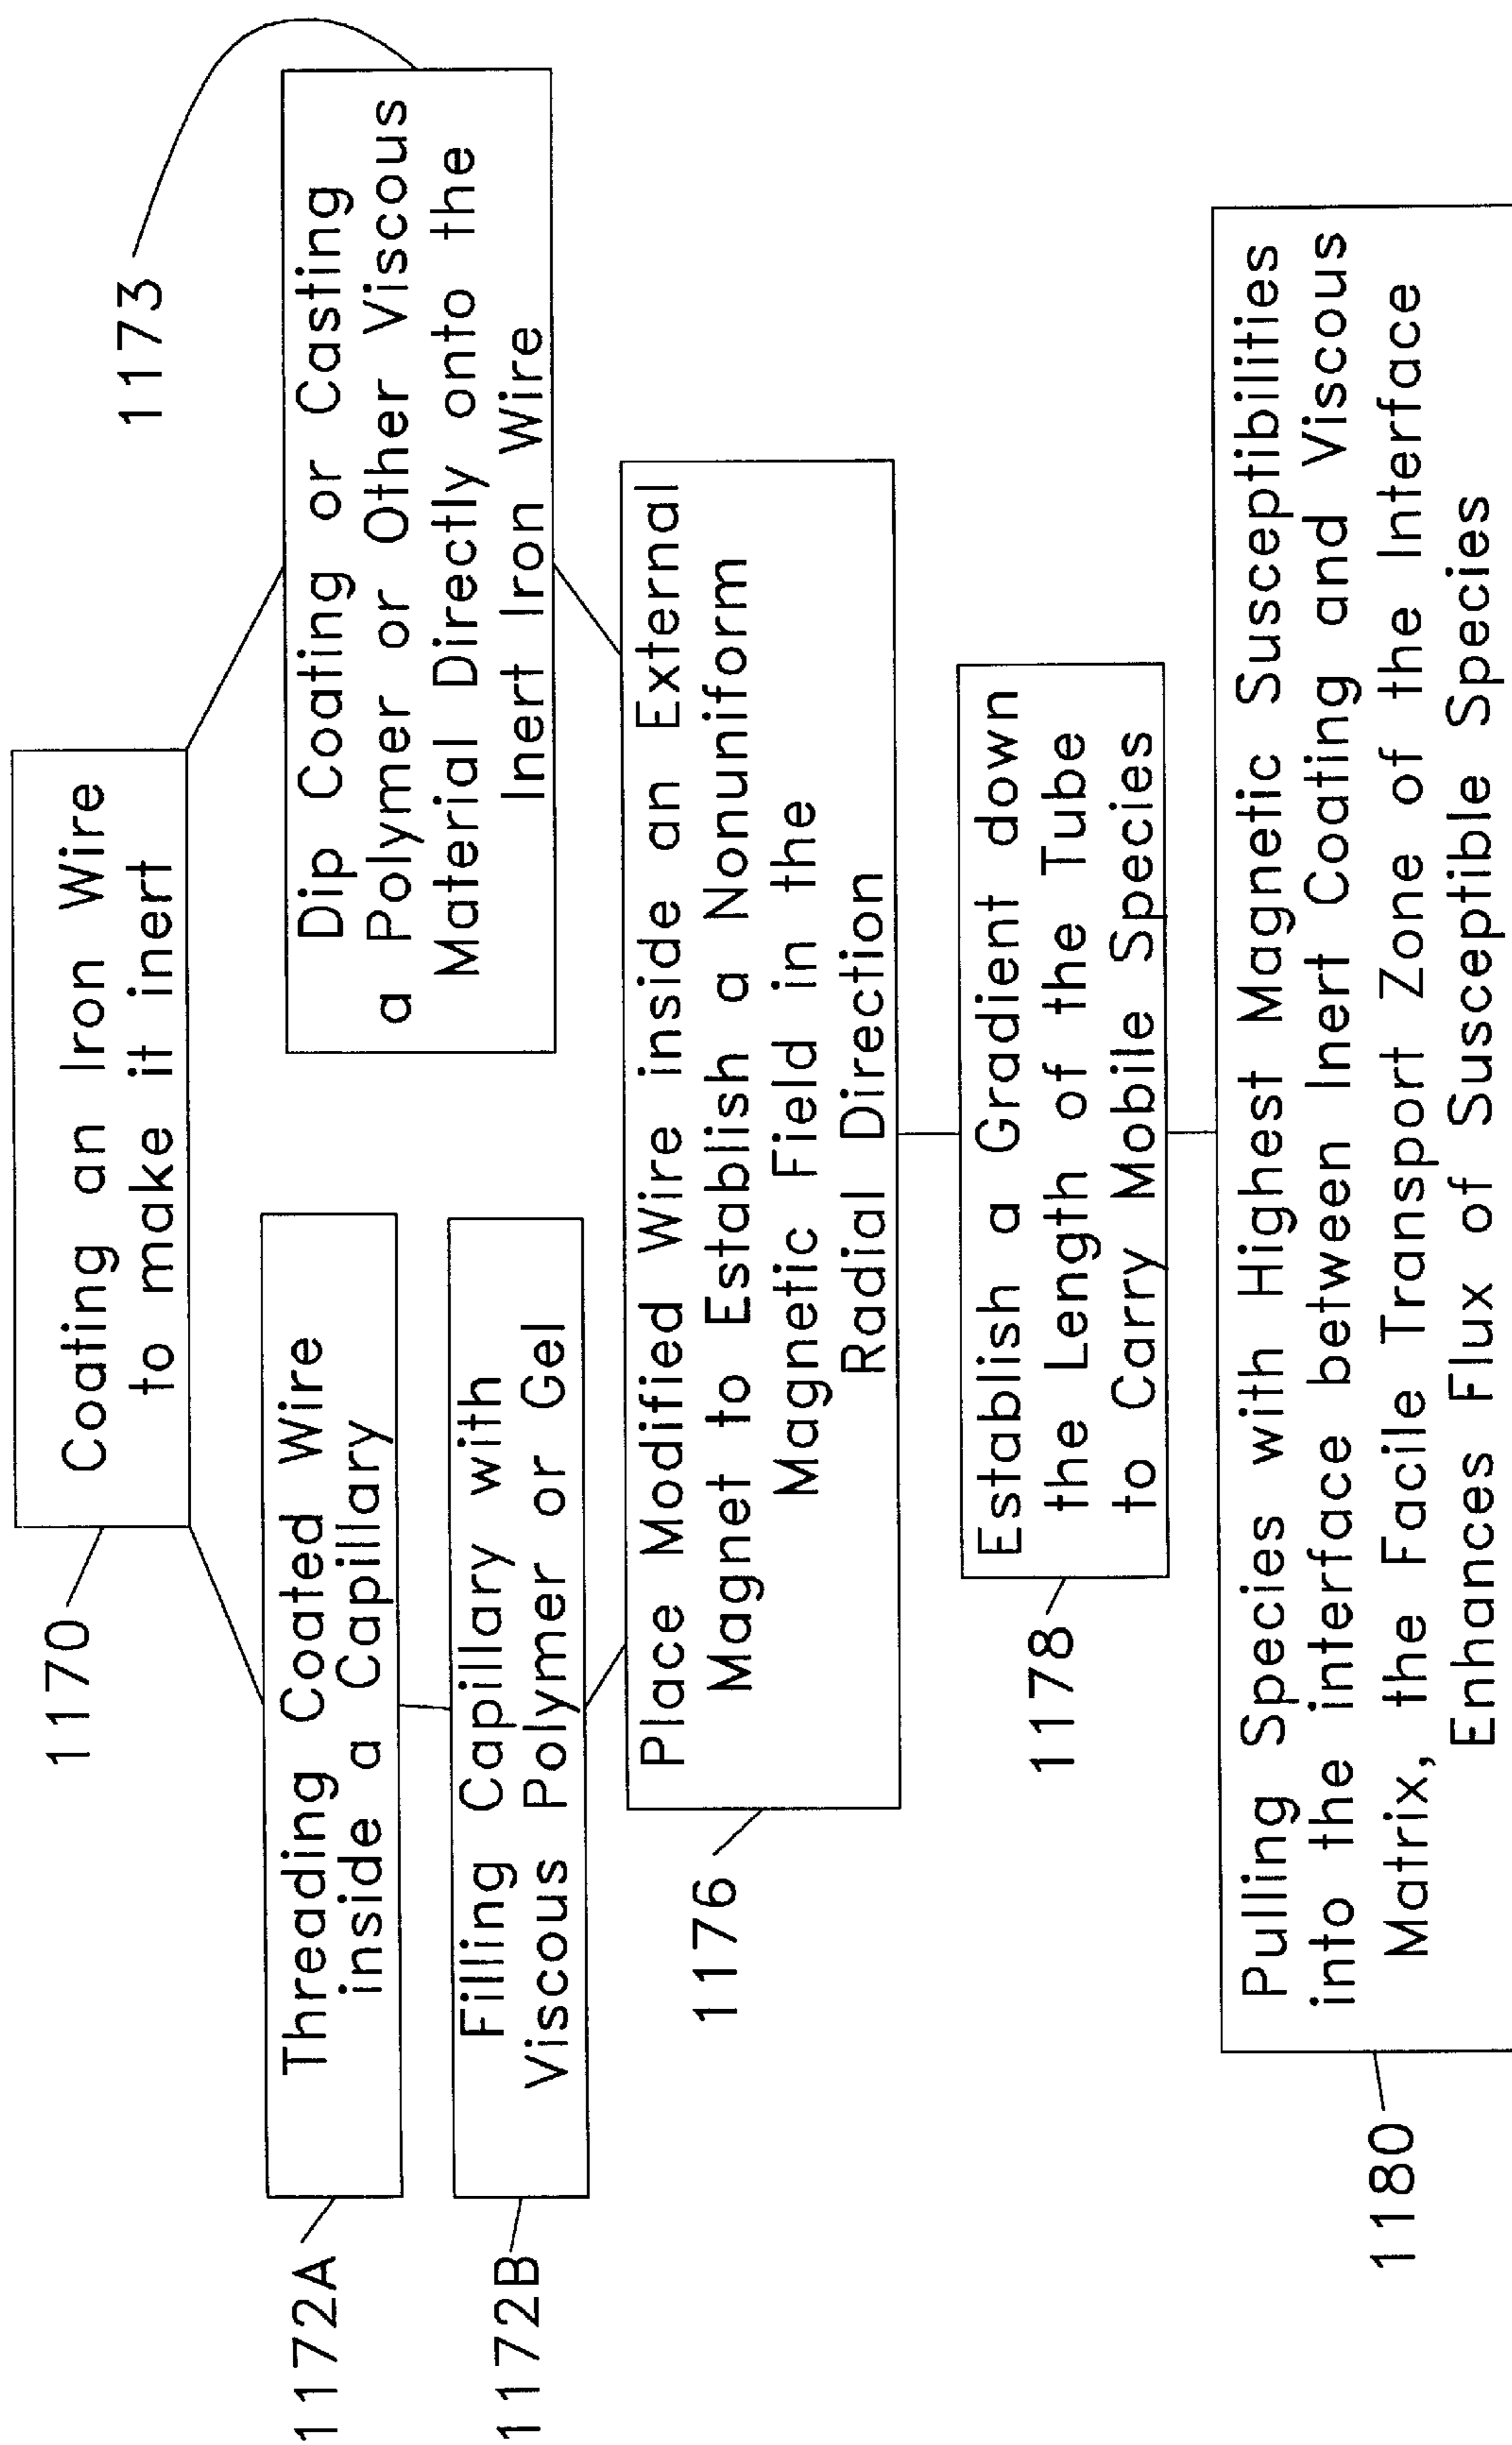 1170
Coating an Iron Wire
to make it inert
1172A
Threading Coated Wire
inside a Capillary
1172B
Filling Capillary with
Viscous Polymer or Gel
1173
Dip Coating or Casting
a Polymer or Other Viscous
Material Directly onto the
Inert Iron Wire
1176
Place Modified Wire inside an External
Magnet to Establish a Nonuniform
Magnetic Field in the
Radial Direction
1178
Establish a Gradient down
the Length of the Tube
to Carry Mobile Species
1180
Pulling Species with Highest Magnetic Susceptibilities
into the interface between Inert Coating and Viscous
Matrix, the Facile Transport Zone of the Interface
Enhances Flux of Susceptible Species